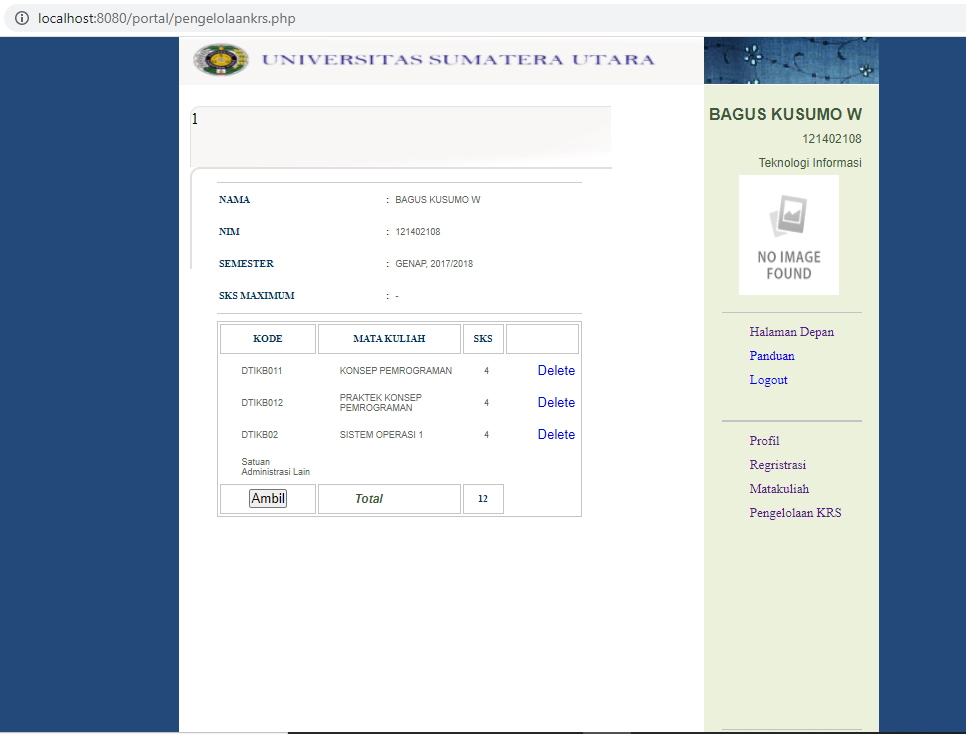 localhost:8080/portal/pengelolaankrs.php
UNIVERSITAS SUMATERA UTARA
1
NAMA : BAGUS KUSUMO W
NIM : 121402108
SEMESTER : GENAP, 2017/2018
SKS MAXIMUM : -
KODE MATA KULIAH SKS
DTIKB011 KONSEP PEMROGRAMAN 4 Delete
DTIKB012 PRAKTEK KONSEP PEMROGRAMAN 4 Delete
DTIKB02 SISTEM OPERASI 1 4 Delete
Satuan
Administrasi Lain
Ambil Total 12
BAGUS KUSUMO W
121402108
Teknologi Informasi
NO IMAGE
FOUND
Halaman Depan
Panduan
Logout
Profil
Regristrasi
Matakuliah
Pengelolaan KRS